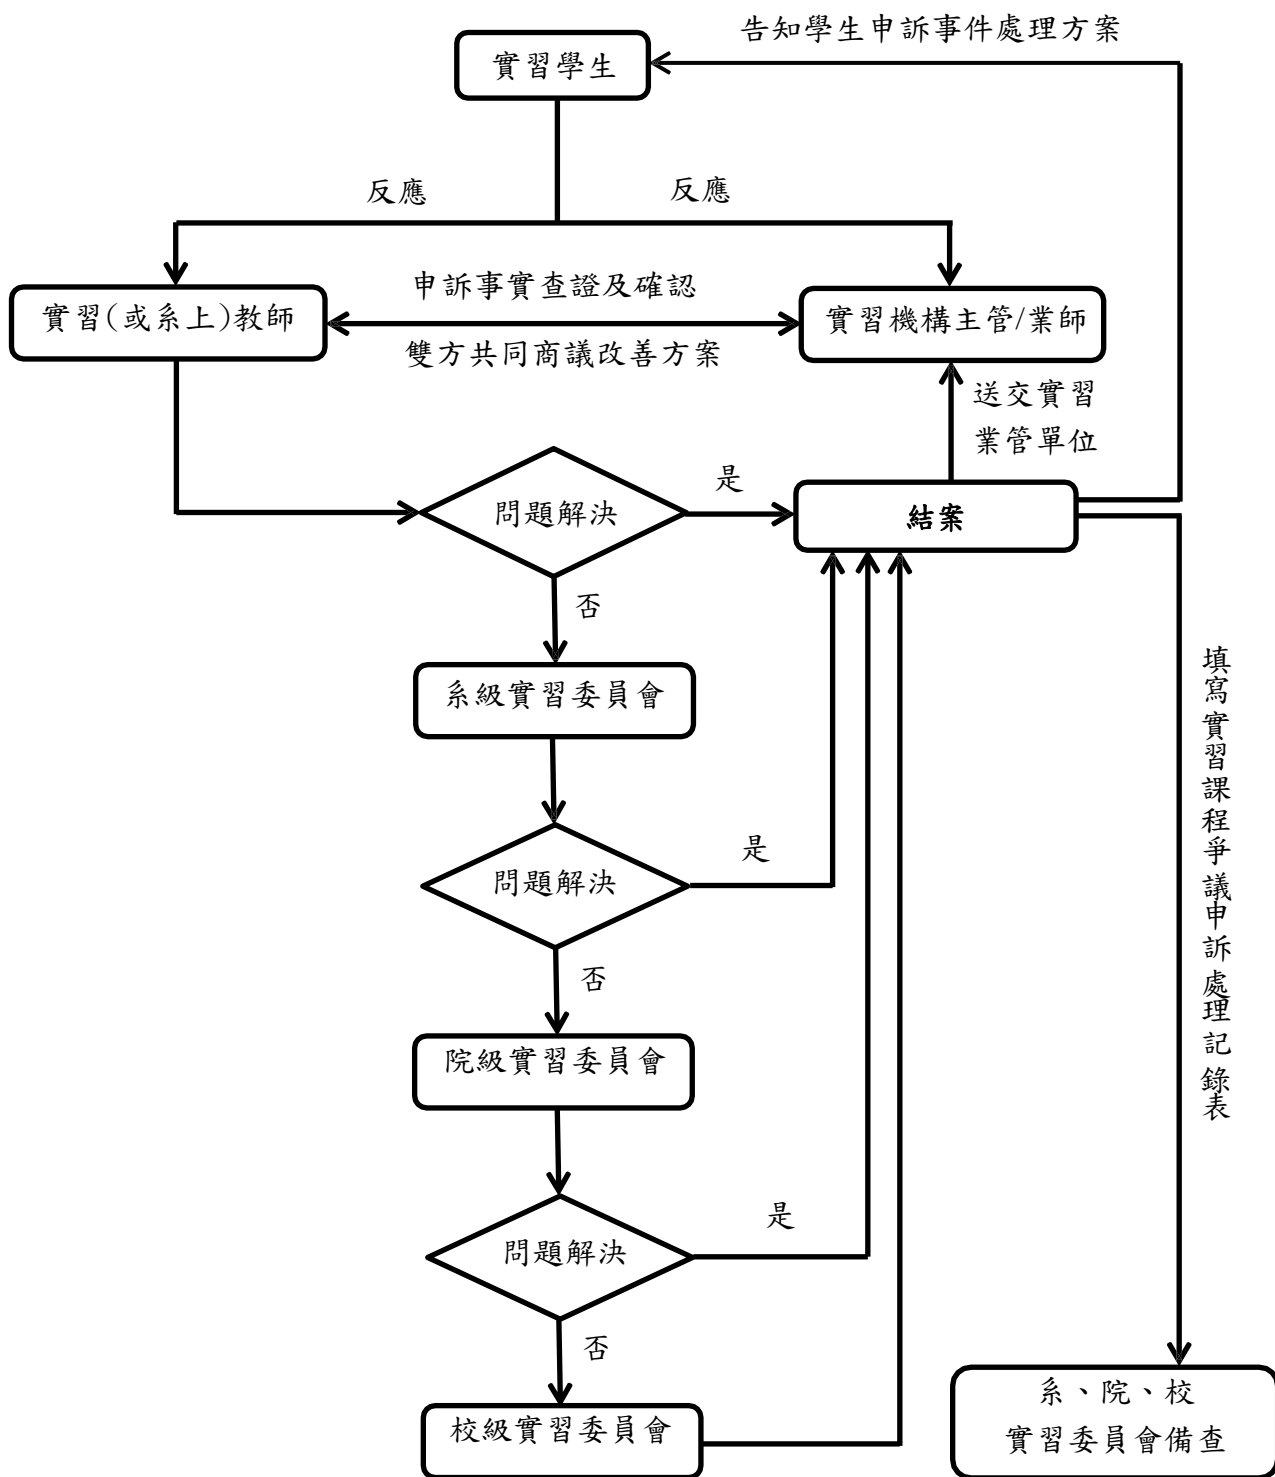 告知學生申訴事件處理方案
實習學生
反應
反應
申訴事實查證及確認
實習(或系上)教師
實習機構主管/業師
雙方共同商議改善方案
送交實習
業管單位
是
問題解決
結案
否
系級實習委員會
填寫實習課程爭議申訴處理記錄表
是
問題解決
否
院級實習委員會
是
問題解決
否
系、院、校
實習委員會備查
校級實習委員會